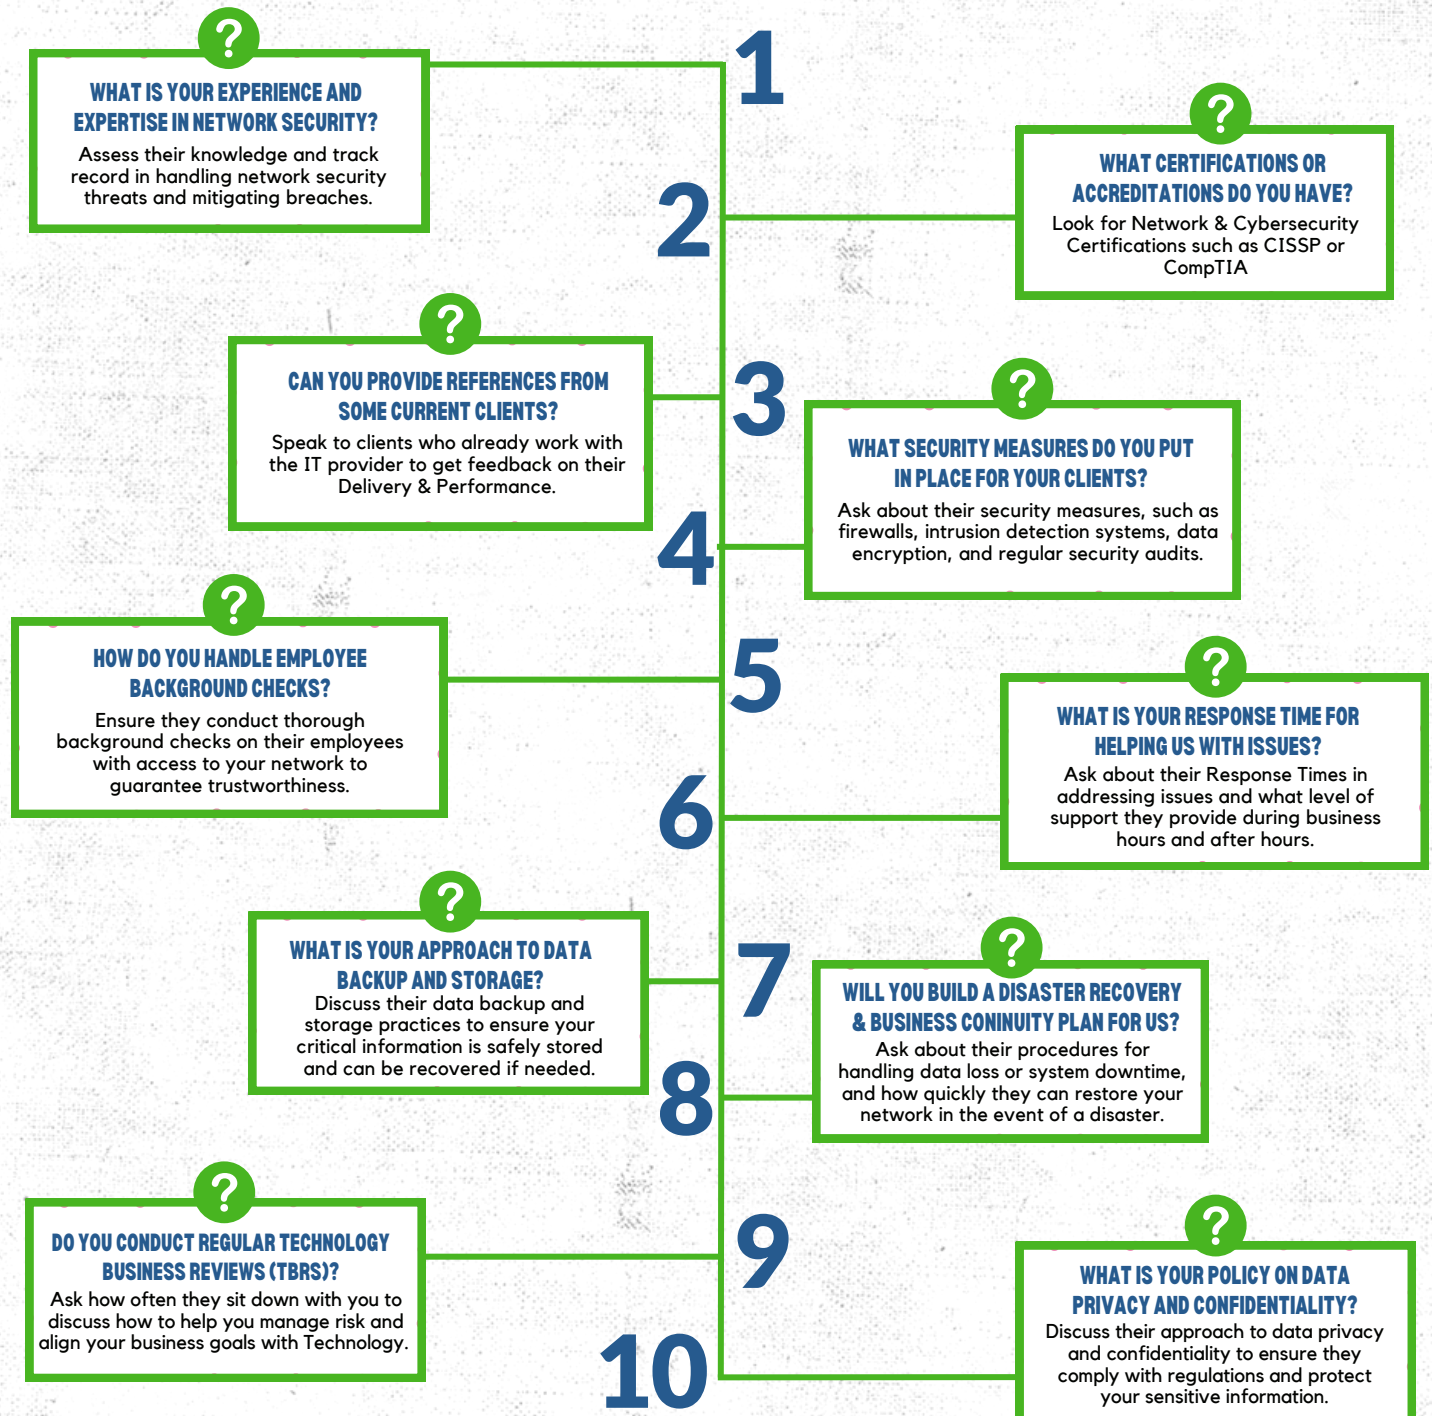 ?
1
WHAT IS YOUR EXPERIENCE AND
EXPERTISE IN NETWORK SECURITY?
Assess their knowledge and track
record in handling network security
threats and mitigating breaches.
?
2
WHAT CERTIFICATIONS OR
ACCREDITATIONS DO YOU HAVE?
Look for Network & Cybersecurity
Certifications such as CISSP or
CompTIA
?
3
CAN YOU PROVIDE REFERENCES FROM
SOME CURRENT CLIENTS?
Speak to clients who already work with
the IT provider to get feedback on their
Delivery & Performance.
?
4
WHAT SECURITY MEASURES DO YOU PUT
IN PLACE FOR YOUR CLIENTS?
Ask about their security measures, such as
firewalls, intrusion detection systems, data
encryption, and regular security audits.
?
5
HOW DO YOU HANDLE EMPLOYEE
BACKGROUND CHECKS?
Ensure they conduct thorough
background checks on their employees
with access to your network to
guarantee trustworthiness.
?
6
WHAT IS YOUR RESPONSE TIME FOR
HELPING US WITH ISSUES?
Ask about their Response Times in
addressing issues and what level of
support they provide during business
hours and after hours.
?
7
WHAT IS YOUR APPROACH TO DATA
BACKUP AND STORAGE?
Discuss their data backup and
storage practices to ensure your
critical information is safely stored
and can be recovered if needed.
?
8
WILL YOU BUILD A DISASTER RECOVERY
& BUSINESS CONINUITY PLAN FOR US?
Ask about their procedures for
handling data loss or system downtime,
and how quickly they can restore your
network in the event of a disaster.
?
9
DO YOU CONDUCT REGULAR TECHNOLOGY
BUSINESS REVIEWS (TBRS)?
Ask how often they sit down with you to
discuss how to help you manage risk and
align your business goals with Technology.
?
10
WHAT IS YOUR POLICY ON DATA
PRIVACY AND CONFIDENTIALITY?
Discuss their approach to data privacy
and confidentiality to ensure they
comply with regulations and protect
your sensitive information.